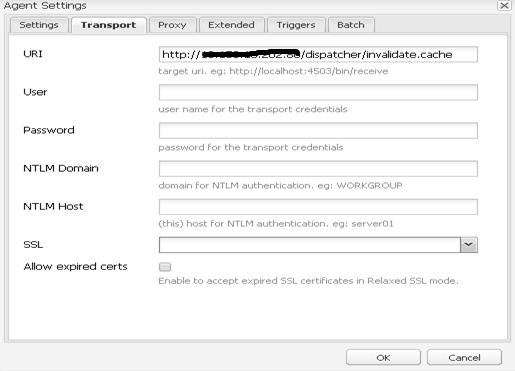 Agent Settings
Settings Transport Proxy Extended Triggers Batch
URI http:// /dispatcher/invalidate.cache
target uri. eg: http://localhost:4503/bin/receive
User
user name for the transport credentials
Password
password for the transport credentials
NTLM Domain
domain for NTLM authentication. eg: WORKGROUP
NTLM Host
(this) host for NTLM authentication. eg: server01
SSL
Allow expired certs
Enable to accept expired SSL certificates in Relaxed SSL mode.
OK Cancel